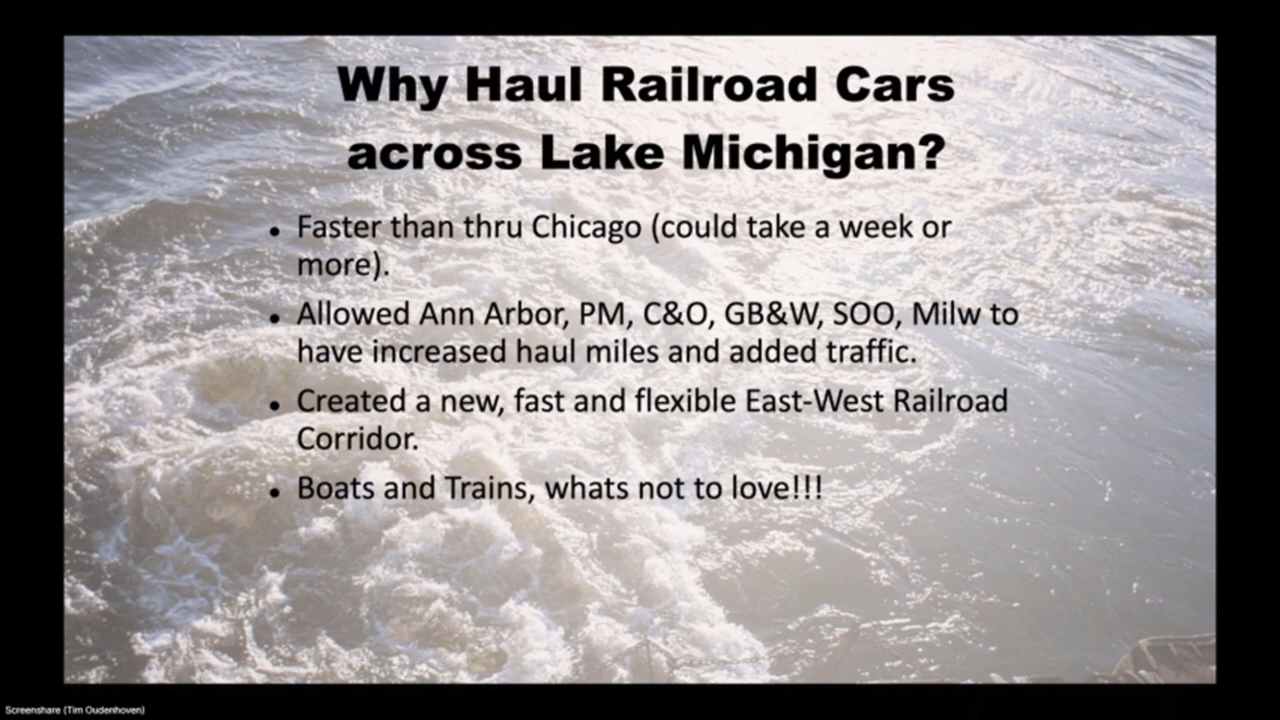 Why Haul Railroad Cars
across Lake Michigan?
• Faster than thru Chicago (could take a week or
more).
• Allowed Ann Arbor, PM, C&O, GB&W, SOO, Milw to
have increased haul miles and added traffic.
• Created a new, fast and flexible East-West Railroad
Corridor.
• Boats and Trains, whats not to love!!!
Screenshare (Tim Oudenhoven)